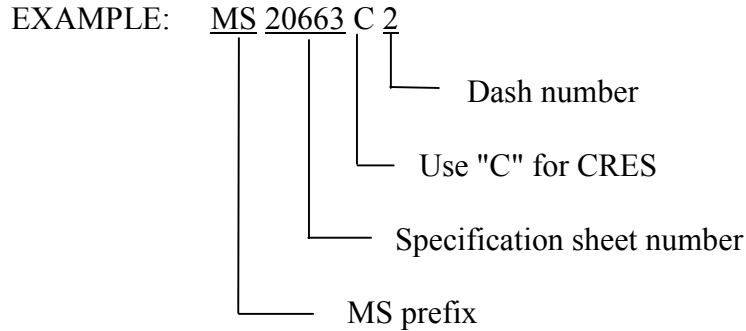 EXAMPLE: MS 20663 C 2
Dash number
Use "C" for CRES
Specification sheet number
MS prefix